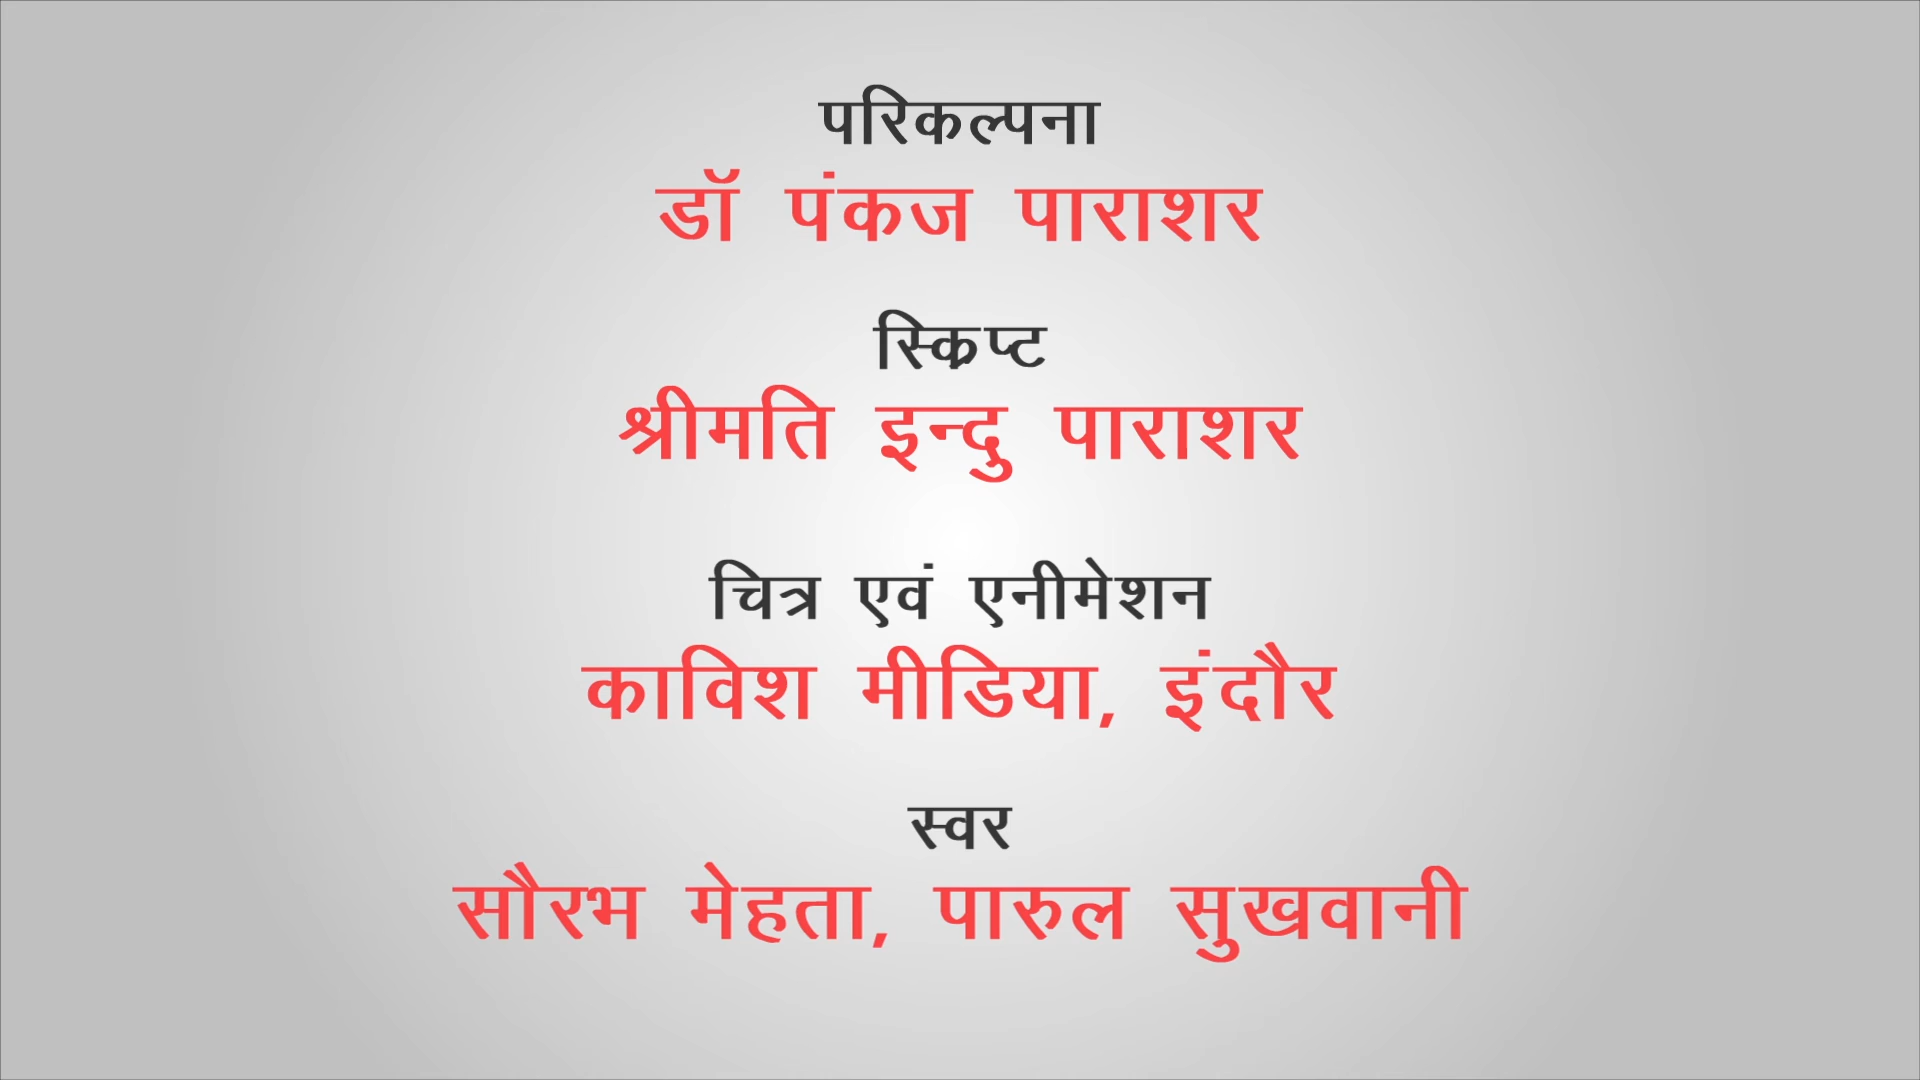 परिकल्पना
डॉ पंकज पाराशर
स्क्रिप्ट
श्रीमति इन्दु पाराशर
चित्र एवं एनीमेशन
काविश मीडिया, इंदौर
स्वर
सौरभ मेहता, पारुल सुखवानी